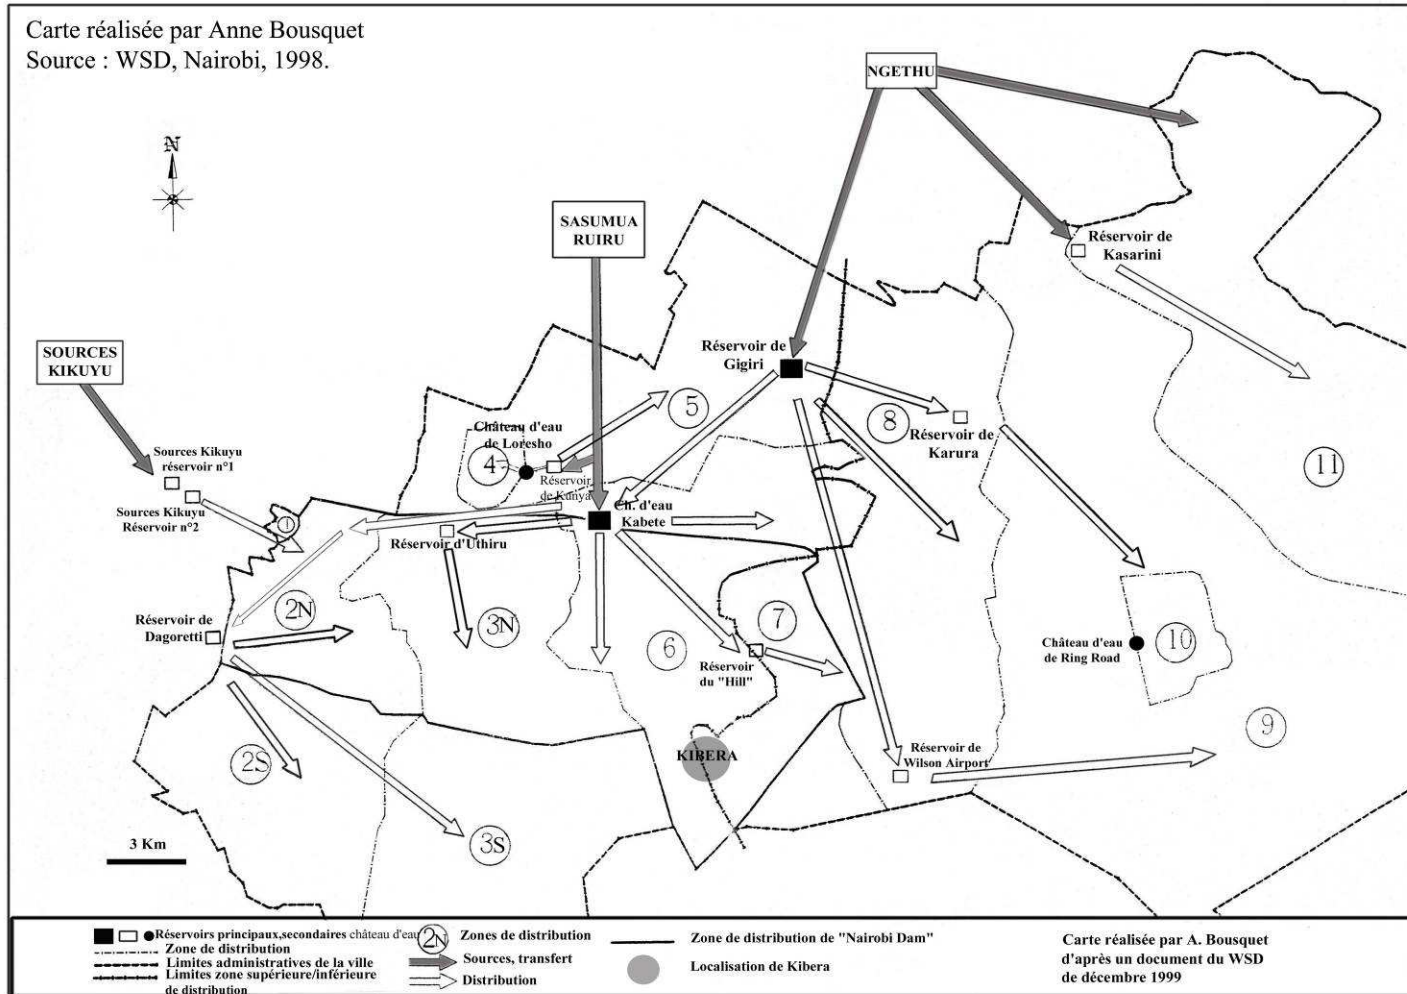 Carte réalisée par Anne Bousquet
Source : WSD, Nairobi, 1998.
N
NGETHU
SASUMUA
RUIRU
SOURCES
KIKUYU
Réservoir de
Kasarini
Réservoir de
Gigiri
5
8
Réservoir de
Karura
11
Château d'eau
de Loresho
4
Réservoir
de Kunya
Sources Kikuyu
réservoir n°1
Sources Kikuyu
Réservoir n°2
1
Ch. d'eau
Kabete
Réservoir d'Uthiru
Réservoir de
Dagoretti
2N
3N
6
7
Réservoir
du "Hill"
Château d'eau
de Ring Road
10
9
KIBERA
Réservoir de
Wilson Airport
2S
3S
3 Km
Réservoirs principaux,secondaires château d'eau
Zone de distribution
Limites administratives de la ville
Limites zone supérieure/inférieure
de distribution
2N
Zones de distribution
Sources, transfert
Distribution
Zone de distribution de "Nairobi Dam"
Localisation de Kibera
Carte réalisée par A. Bousquet
d'après un document du WSD
de décembre 1999